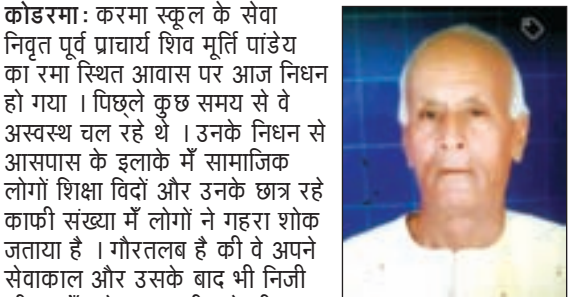 कोडरमा: करमा स्कूल के सेवा
निवृत पूर्व प्राचार्य शिव मूर्ति पांडेय
का रमा स्थित आवास पर आज निधन
हो गया । पिछ्ले कुछ समय से वे
अस्वस्थ चल रहे थे । उनके निधन से
आसपास के इलाके मेँ सामाजिक
लोगों शिक्षा विदों और उनके छात्र रहे
काफी संख्या मेँ लोगों ने गहरा शोक
जताया है । गौरतलब है की वे अपने
सेवाकाल और उसके बाद भी निजी